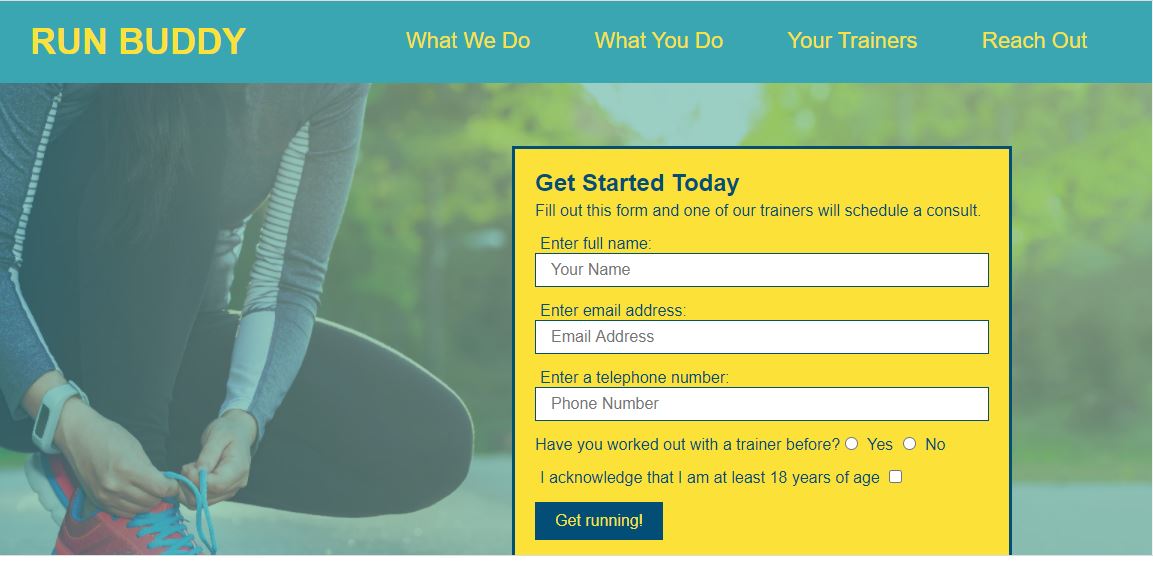 RUN BUDDY
What We Do
What You Do
Your Trainers
Reach Out
Get Started Today
Fill out this form and one of our trainers will schedule a consult.
Enter full name:
Your Name
Enter email address:
Email Address
Enter a telephone number:
Phone Number
Have you worked out with a trainer before? Yes No
I acknowledge that I am at least 18 years of age
Get running!